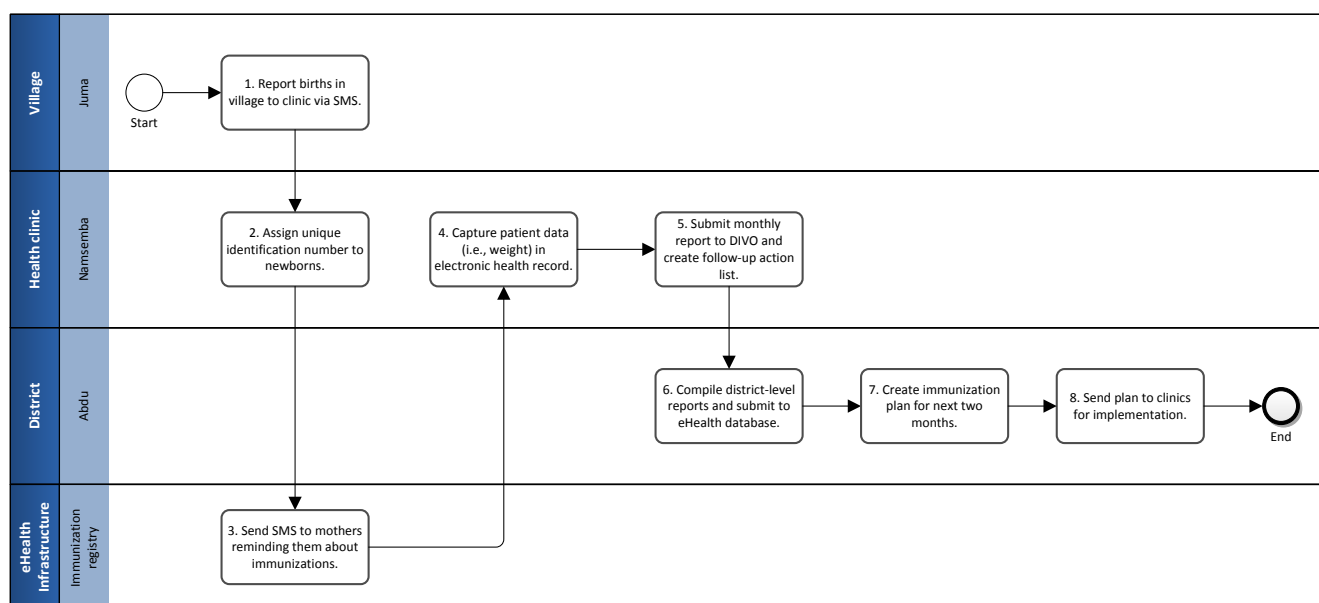 Village
Juma
Start
1. Report births in
village to clinic via SMS.
Health clinic
Namsemba
2. Assign unique
identification number to
newborns.
4. Capture patient data
(i.e., weight) in
electronic health record.
5. Submit monthly
report to DIVO and
create follow-up action
list.
District
Abdu
6. Compile district-level
reports and submit to
eHealth database.
7. Create immunization
plan for next two
months.
8. Send plan to clinics
for implementation.
End
eHealth
Infrastructure
Immunization
registry
3. Send SMS to mothers
reminding them about
immunizations.